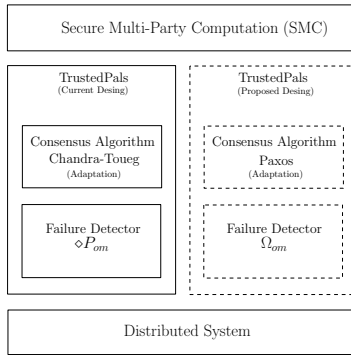 Secure Multi-Party Computation (SMC)
TrustedPals
(Current Desing)
Consensus Algorithm
Chandra-Toueg
(Adaptation)
Failure Detector
⋄P_om
TrustedPals
(Proposed Desing)
Consensus Algorithm
Paxos
(Adaptation)
Failure Detector
Ω_om
Distributed System